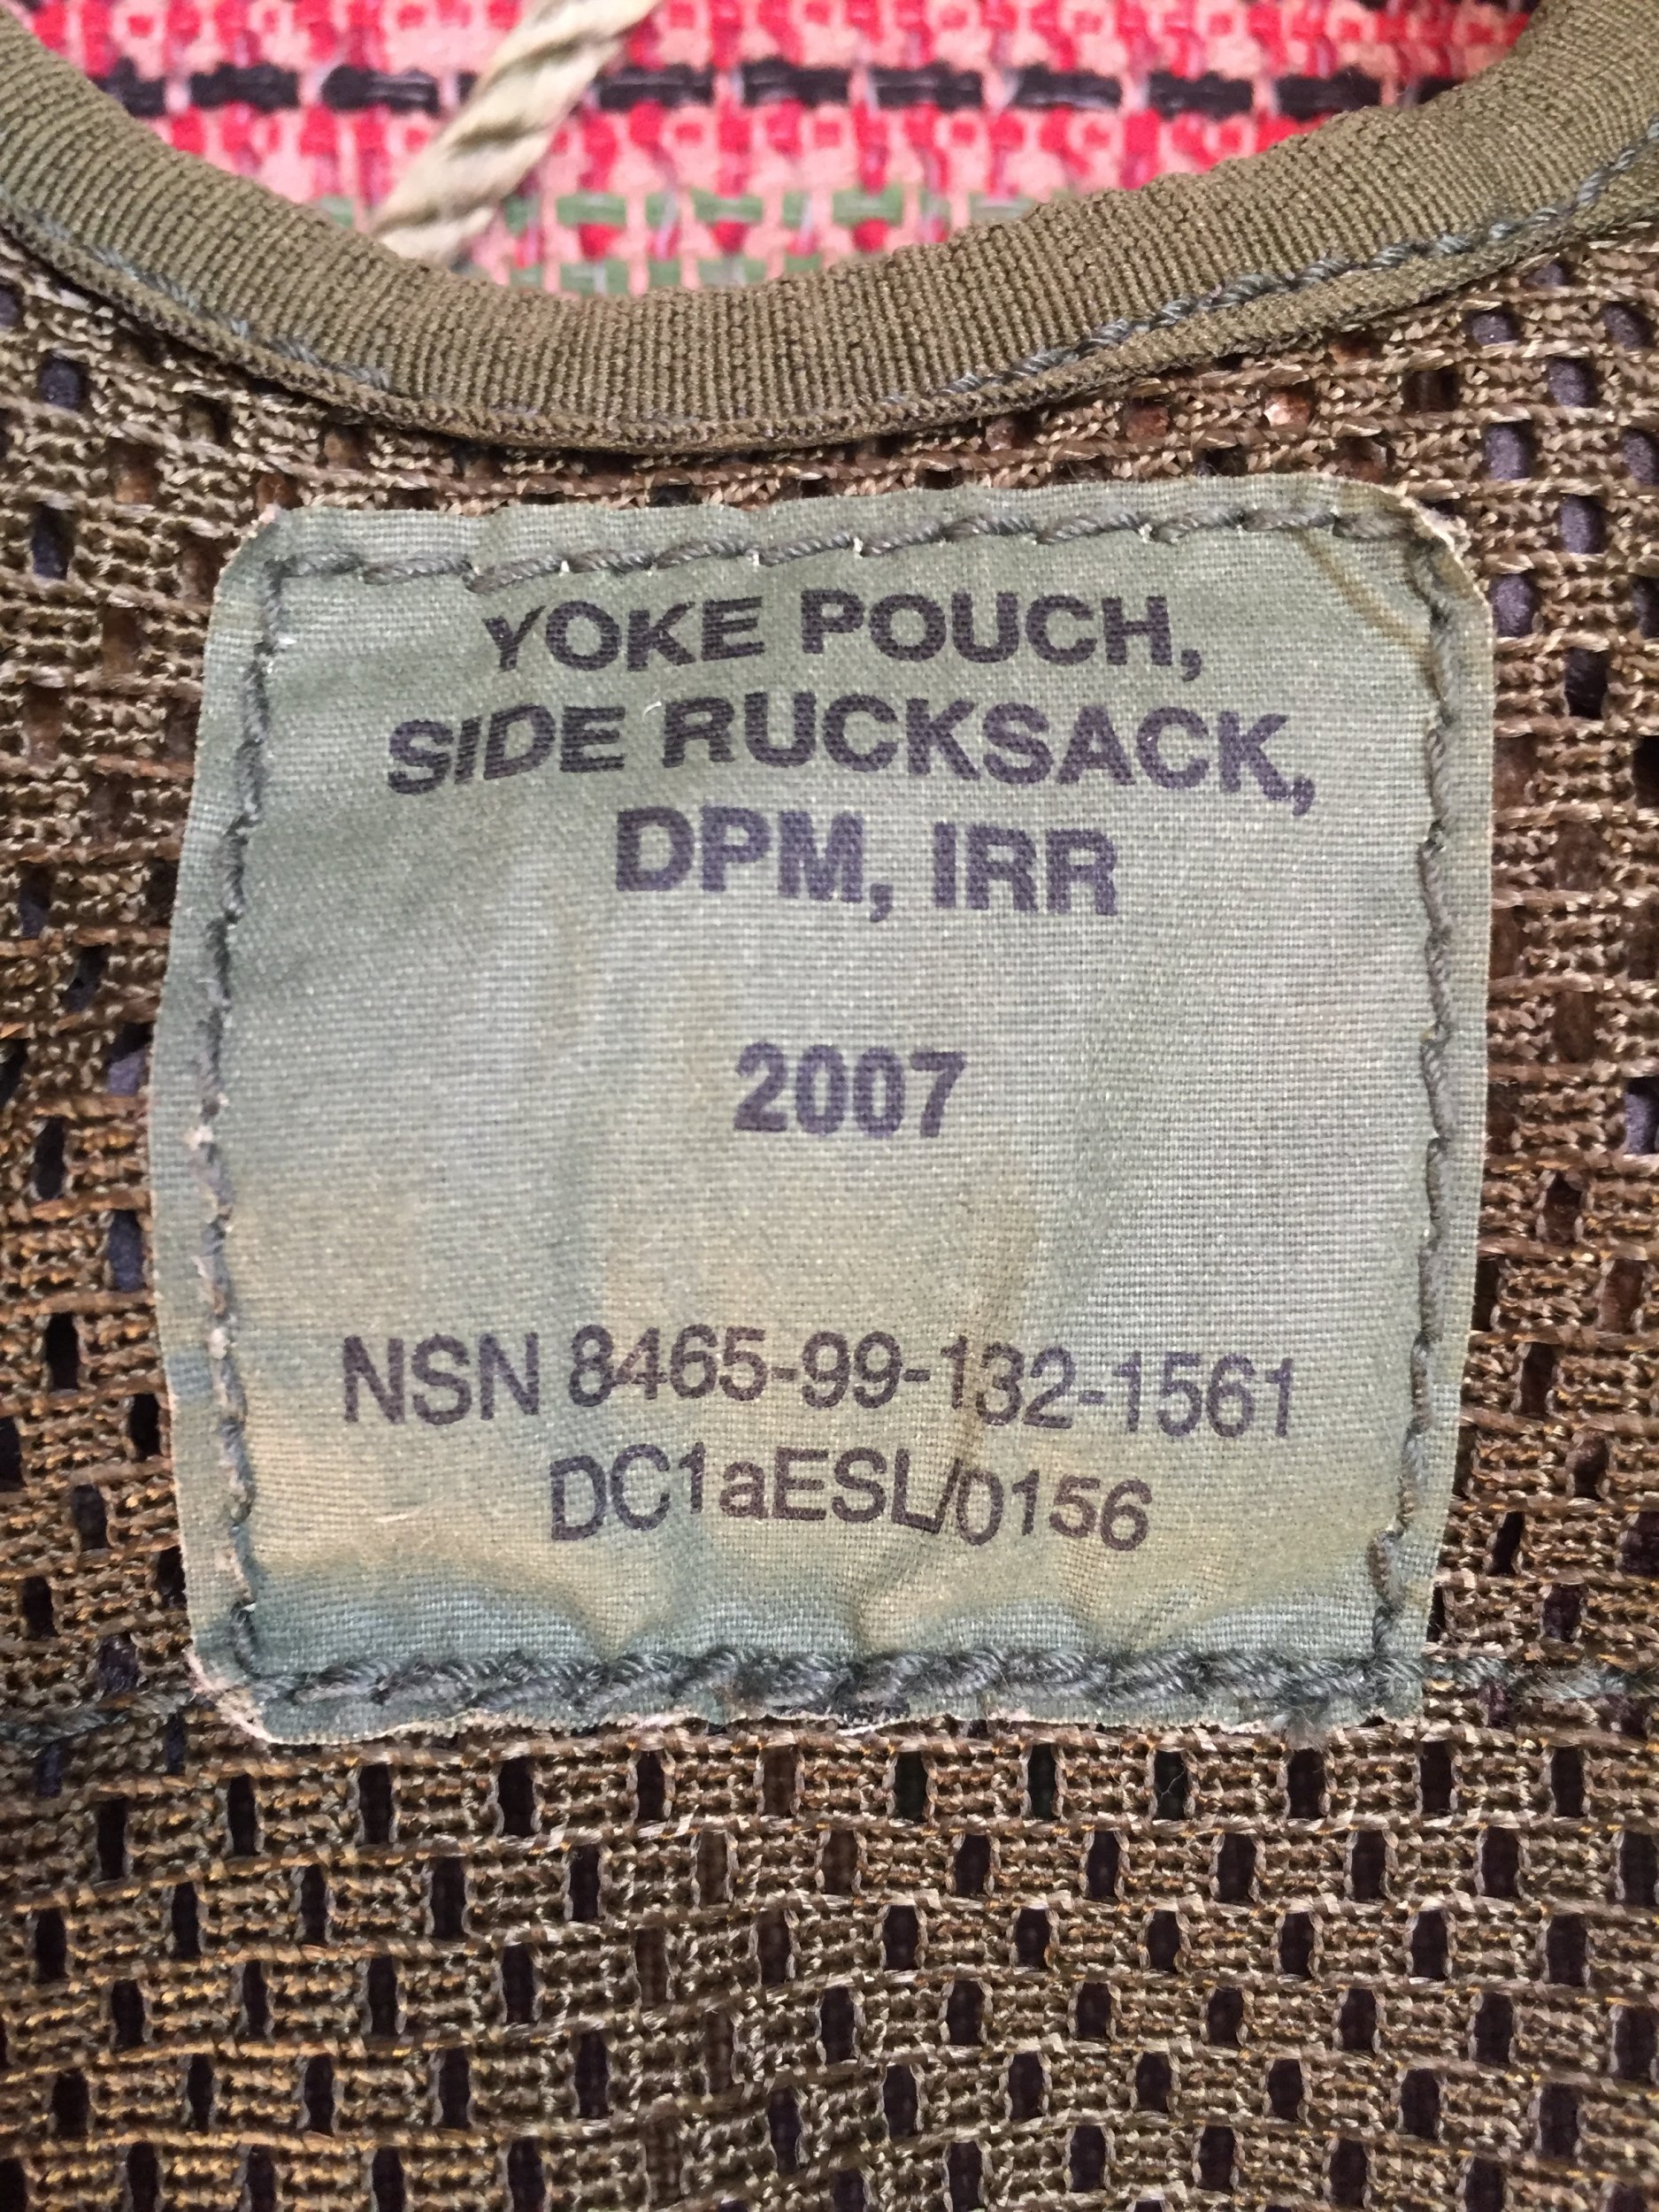 YOKE POUCH,
SIDE RUCKSACK,
DPM, IRR
2007
NSN 8465-99-132-1561
DC1aESL/0156